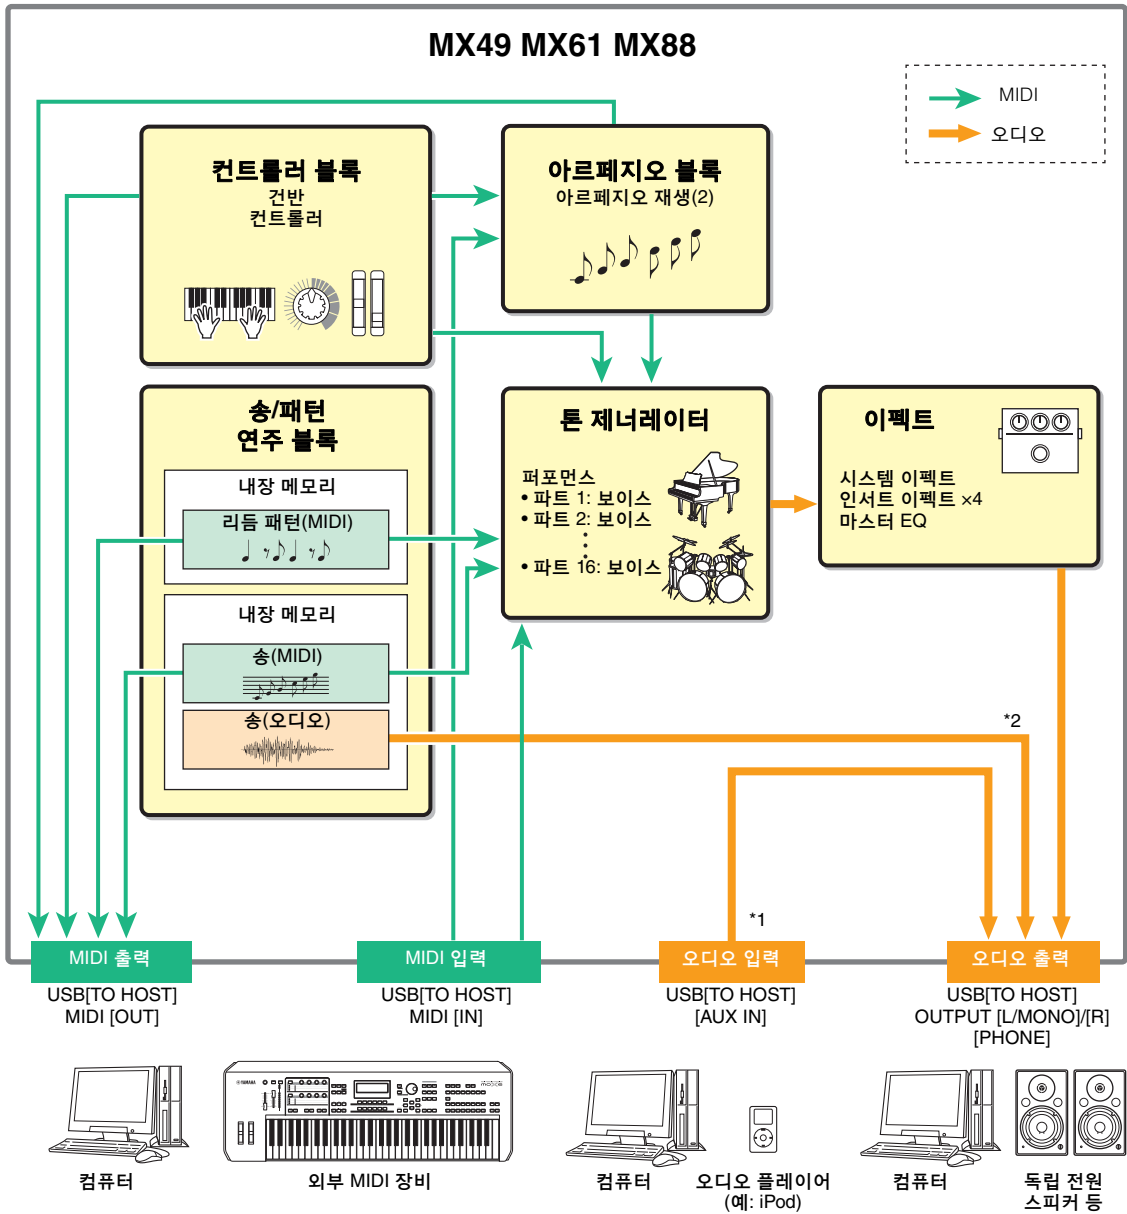 MX49 MX61 MX88
MIDI
오디오
컨트롤러 블록
건반
컨트롤러
아르페지오 블록
아르페지오 재생(2)
송/패턴
연주 블록
내장 메모리
리듬 패턴(MIDI)
내장 메모리
송(MIDI)
송(오디오)
톤 제너레이터
퍼포먼스
• 파트 1: 보이스
• 파트 2: 보이스
• 파트 16: 보이스
이펙트
시스템 이펙트
인서트 이펙트 ×4
마스터 EQ
*2
*1
MIDI 출력
USB[TO HOST]
MIDI [OUT]
MIDI 입력
USB[TO HOST]
MIDI [IN]
오디오 입력
USB[TO HOST]
[AUX IN]
오디오 출력
USB[TO HOST]
OUTPUT [L/MONO]/[R]
[PHONE]
YAMAHA
컴퓨터
외부 MIDI 장비
컴퓨터
오디오 플레이어
(예: iPod)
컴퓨터
독립 전원
스피커 등